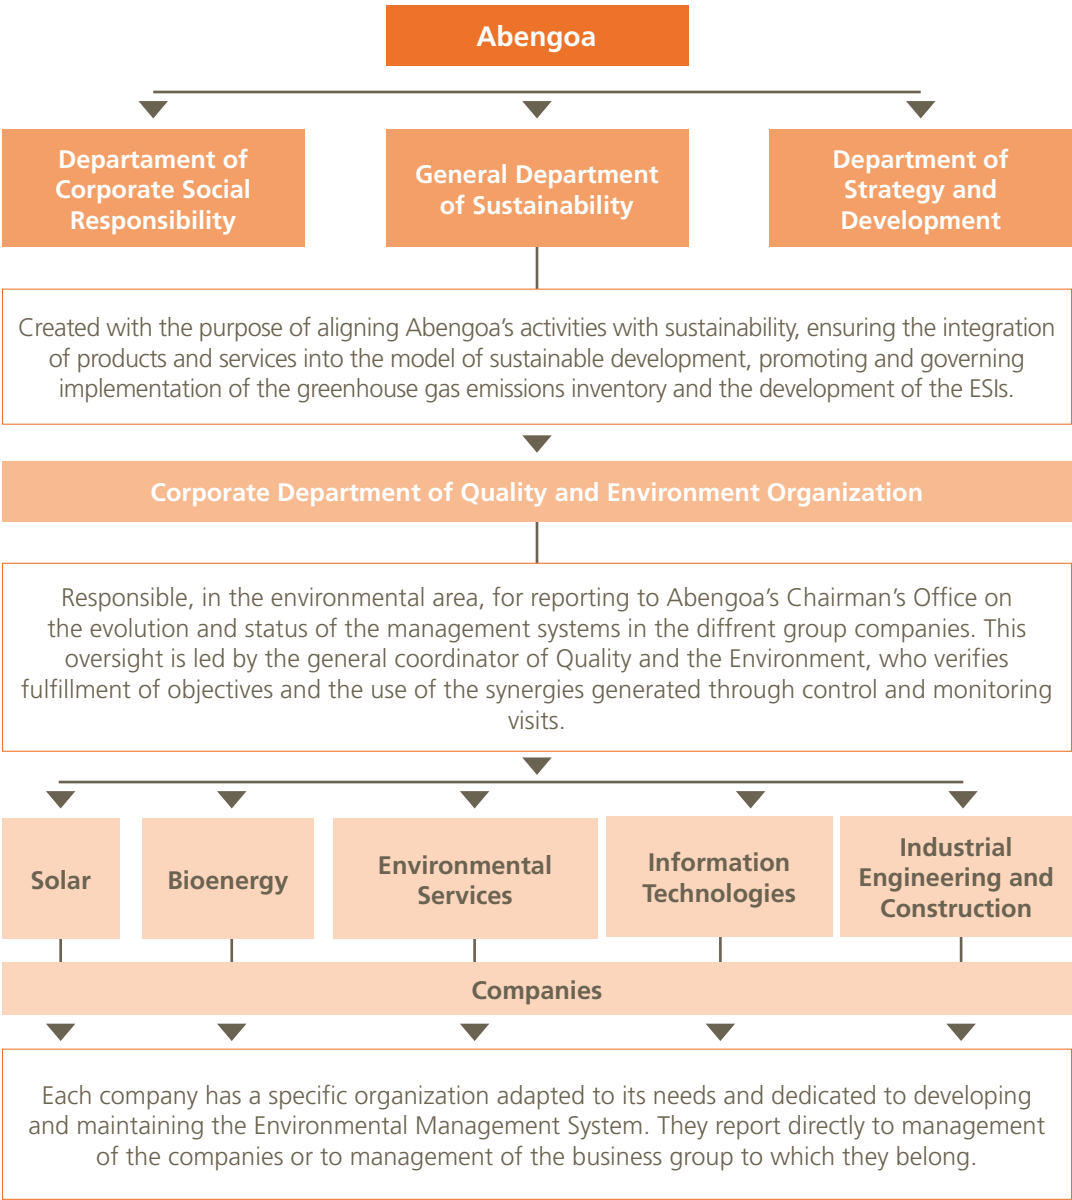 Abengoa
Departament of
Corporate Social
Responsibility
General Department
of Sustainability
Department of
Strategy and
Development
Created with the purpose of aligning Abengoa’s activities with sustainability, ensuring the integration
of products and services into the model of sustainable development, promoting and governing
implementation of the greenhouse gas emissions inventory and the development of the ESIs.
Corporate Department of Quality and Environment Organization
Responsible, in the environmental area, for reporting to Abengoa’s Chairman’s Office on
the evolution and status of the management systems in the diffrent group companies. This
oversight is led by the general coordinator of Quality and the Environment, who verifies
fulfillment of objectives and the use of the synergies generated through control and monitoring
visits.
Solar
Bioenergy
Environmental
Services
Information
Technologies
Industrial
Engineering and
Construction
Companies
Each company has a specific organization adapted to its needs and dedicated to developing
and maintaining the Environmental Management System. They report directly to management
of the companies or to management of the business group to which they belong.